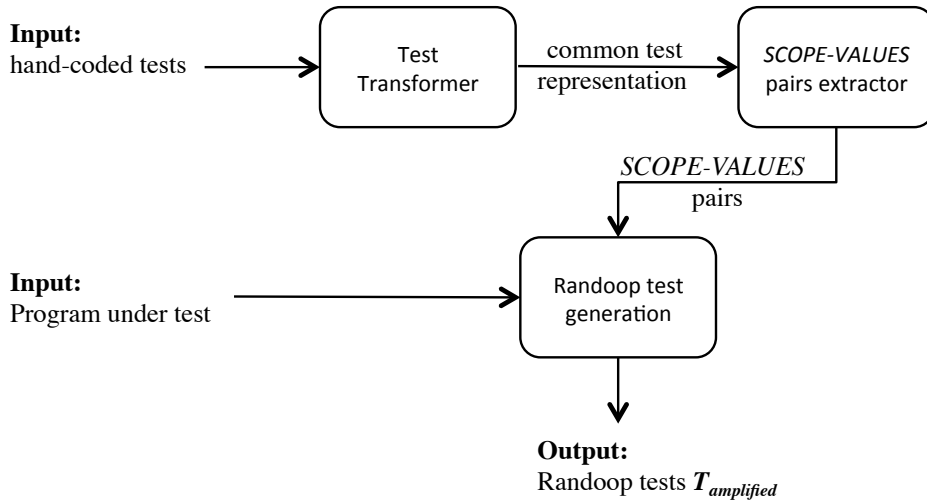 Input:
hand-coded tests
Test
Transformer
common test
representation
SCOPE-VALUES
pairs extractor
SCOPE-VALUES
pairs
Input:
Program under test
Randoop test
generation
Output:
Randoop tests T_amplified